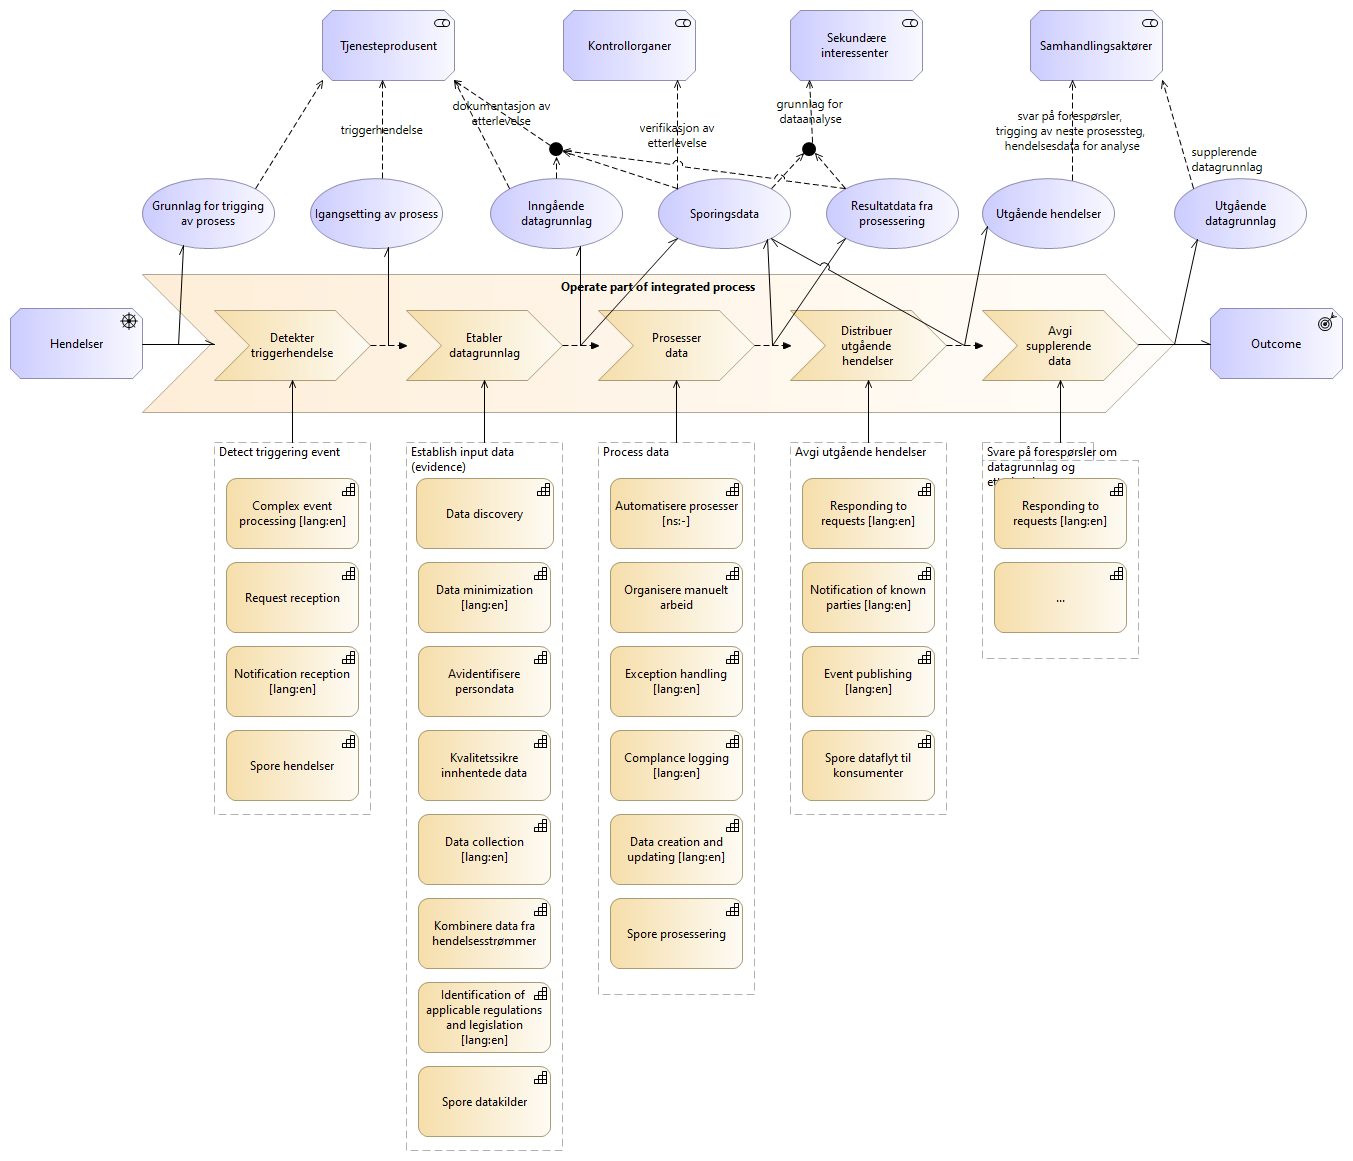 Tjenesteprodusent
Kontrollorganer
Sekundære
interessenter
Samhandlingsaktører
dokumentasjon av
etterlevelse
triggerhendelse
verifikasjon av
etterlevelse
grunnlag for
dataanalyse
svar på forespørsler,
trigging av neste prosessteg,
hendelsesdata for analyse
supplerende
datagrunnlag
Grunnlag for trigging
av prosess
Igangsetting av prosess
Inngående
datagrunnlag
Sporingsdata
Resultatdata fra
prosessering
Utgående hendelser
Utgående
datagrunnlag
Operate part of integrated process
Hendelser
Detekter
triggerhendelse
Etabler
datagrunnlag
Prosesser
data
Distribuer
utgående
hendelser
Avgi
supplerende
data
Outcome
Detect triggering event
Complex event
processing [lang:en]
Request reception
Notification reception
[lang:en]
Spore hendelser
Establish input data
(evidence)
Data discovery
Data minimization
[lang:en]
Avidentifisere
persondata
Kvalitetssikre
innhentede data
Data collection
[lang:en]
Kombinere data fra
hendelsesstrømmer
Identification of
applicable regulations
and legislation
[lang:en]
Spore datakilder
Process data
Automatisere prosesser
[ns:-]
Organisere manuelt
arbeid
Exception handling
[lang:en]
Complance logging
[lang:en]
Data creation and
updating [lang:en]
Spore prosessering
Avgi utgående hendelser
Responding to
requests [lang:en]
Notification of known
parties [lang:en]
Event publishing
[lang:en]
Spore dataflyt til
konsumenter
Svare på forespørsler om
datagrunnlag og
Responding to
requests [lang:en]
...